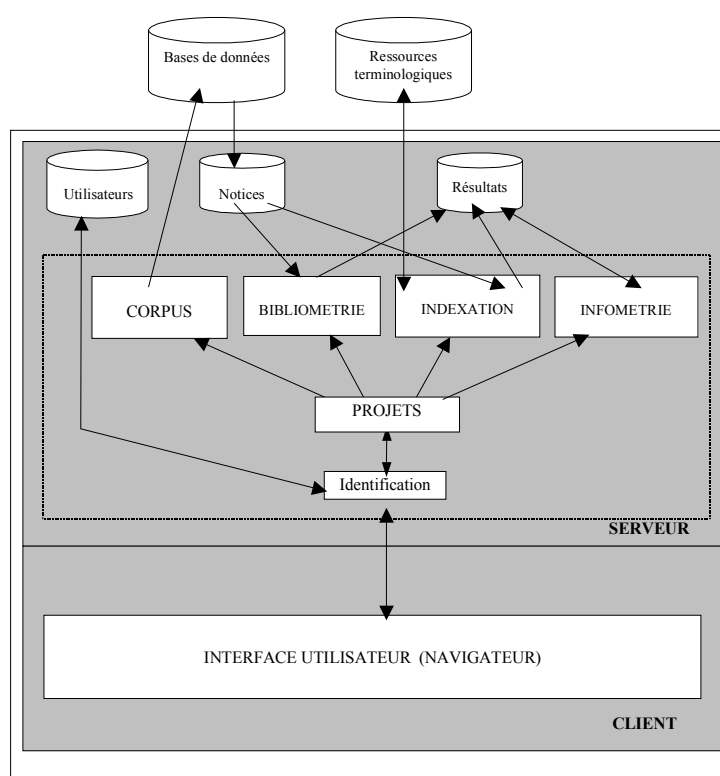 Bases de données
Ressources
terminologiques
Utilisateurs
Notices
Résultats
CORPUS
BIBLIOMETRIE
INDEXATION
INFOMETRIE
PROJETS
Identification
SERVEUR
INTERFACE UTILISATEUR (NAVIGATEUR)
CLIENT